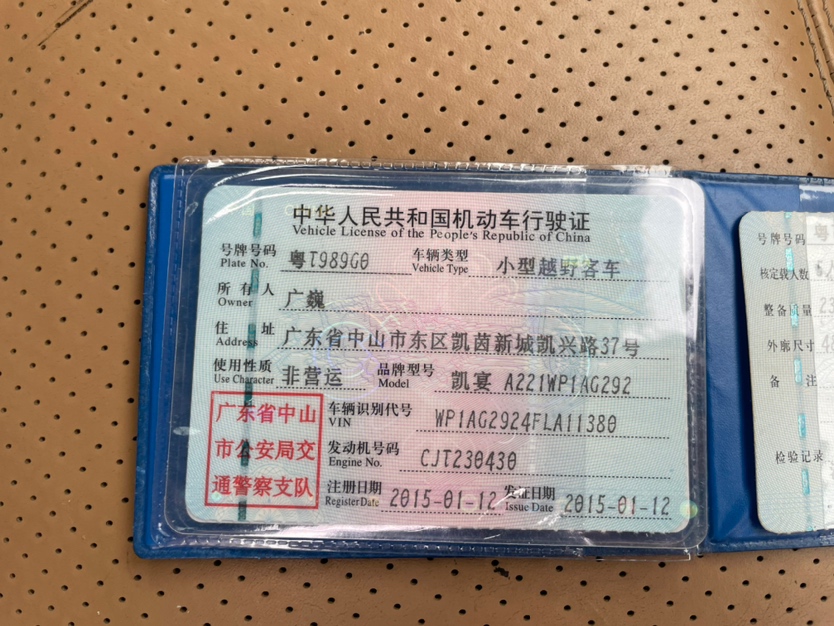 中华人民共和国机动车行驶证
Vehicle License of the People's Republic of China
号牌号码 粤T989G0 车辆类型 小型越野客车
Plate No. Vehicle Type
所有人 广巍
Owner
住址 广东省中山市东区凯茵新城凯兴路37号
Address
使用性质 非营运 品牌型号 凯宴 A221WP1AG292
Use Character Model
广东省中山
市公安局交
通警察支队
车辆识别代号 WP1AG2924FLA11380
VIN
发动机号码 CJT230430
Engine No.
注册日期 2015-01-12 发证日期 2015-01-12
Register Date Issue Date
号牌号码 粤
核定载人数
整备质量
外廓尺寸
备注
检验记录